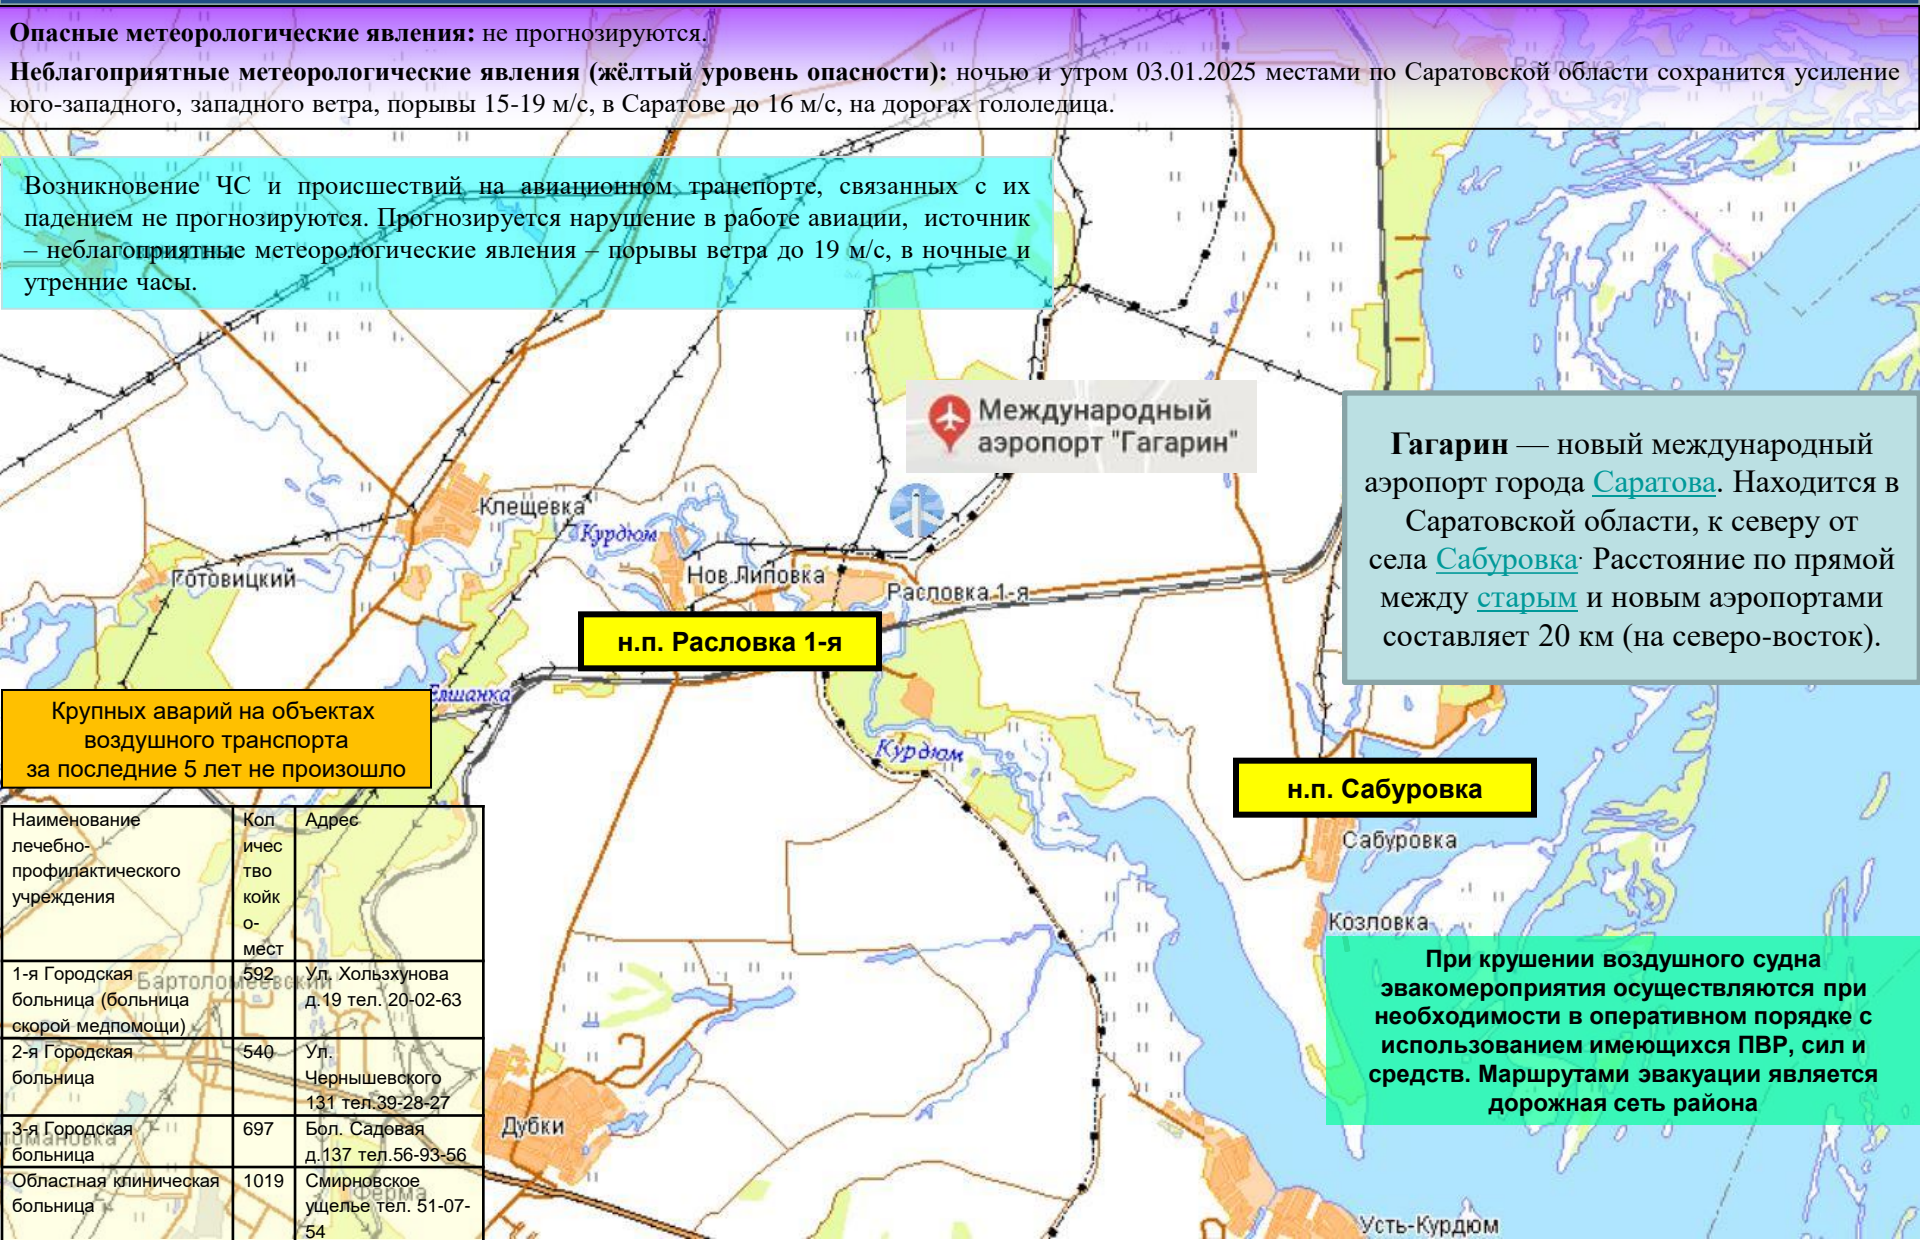 Опасные метеорологические явления: не прогнозируются.
Неблагоприятные метеорологические явления (жёлтый уровень опасности): ночью и утром 03.01.2025 местами по Саратовской области сохранится усиление
юго-западного, западного ветра, порывы 15-19 м/с, в Саратове до 16 м/с, на дорогах гололедица.
Возникновение ЧС и происшествий на авиационном транспорте, связанных с их
падением не прогнозируются. Прогнозируется нарушение в работе авиации, источник
– неблагоприятные метеорологические явления – порывы ветра до 19 м/с, в ночные и
утренние часы.
Международный
аэропорт "Гагарин"
Гагарин — новый международный
аэропорт города Саратова. Находится в
Саратовской области, к северу от
села Сабуровка. Расстояние по прямой
между старым и новым аэропортами
составляет 20 км (на северо-восток).
Клещевка
Курдюм
Готовицкий
Нов.Липовка
Расловка 1-я
н.п. Расловка 1-я
Елшанка
Курдюм
Крупных аварий на объектах
воздушного транспорта
за последние 5 лет не произошло
н.п. Сабуровка
Сабуровка
Козловка
При крушении воздушного судна
эвакомероприятия осуществляются при
необходимости в оперативном порядке с
использованием имеющихся ПВР, сил и
средств. Маршрутами эвакуации является
дорожная сеть района
Наименование
лечебно-
профилактического
учреждения
Кол
ичес
тво
койк
о-
мест
Адрес
1-я Городская
больница (больница
скорой медпомощи)
592
Ул. Хользхунова
д.19 тел. 20-02-63
2-я Городская
больница
540
Ул.
Чернышевского
131 тел.39-28-27
3-я Городская
больница
697
Бол. Садовая
д.137 тел.56-93-56
Областная клиническая
больница
1019
Смирновское
ущелье тел. 51-07-
54
Бартоломеевский
Ферма
Дубки
Усть-Курдюм